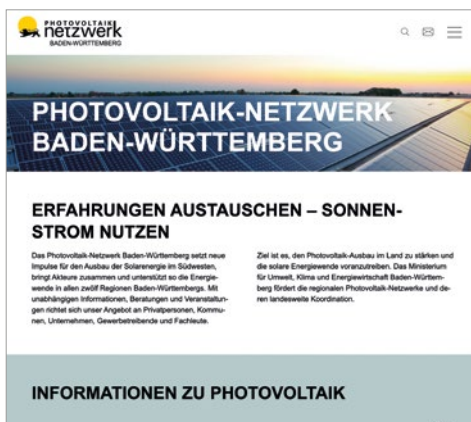 PHOTOVOLTAIK
netzwerk
BADEN-WÜRTTEMBERG
PHOTOVOLTAIK-NETZWERK
BADEN-WÜRTTEMBERG
ERFAHRUNGEN AUSTAUSCHEN – SONNEN-
STROM NUTZEN
Das Photovoltaik-Netzwerk Baden-Württemberg setzt neue
Impulse für den Ausbau der Solarenergie im Südwesten,
bringt Akteure zusammen und unterstützt so die Energie-
wende in allen zwölf Regionen Baden-Württembergs. Mit
unabhängigen Informationen, Beratungen und Veranstaltun-
gen richtet sich unser Angebot an Privatpersonen, Kommu-
nen, Unternehmen, Gewerbetreibende und Fachleute.
Ziel ist es, den Photovoltaik-Ausbau im Land zu stärken und
die solare Energiewende voranzutreiben. Das Ministerium
für Umwelt, Klima und Energiewirtschaft Baden-Württem-
berg fördert die regionalen Photovoltaik-Netzwerke und de-
ren landesweite Koordination.
INFORMATIONEN ZU PHOTOVOLTAIK